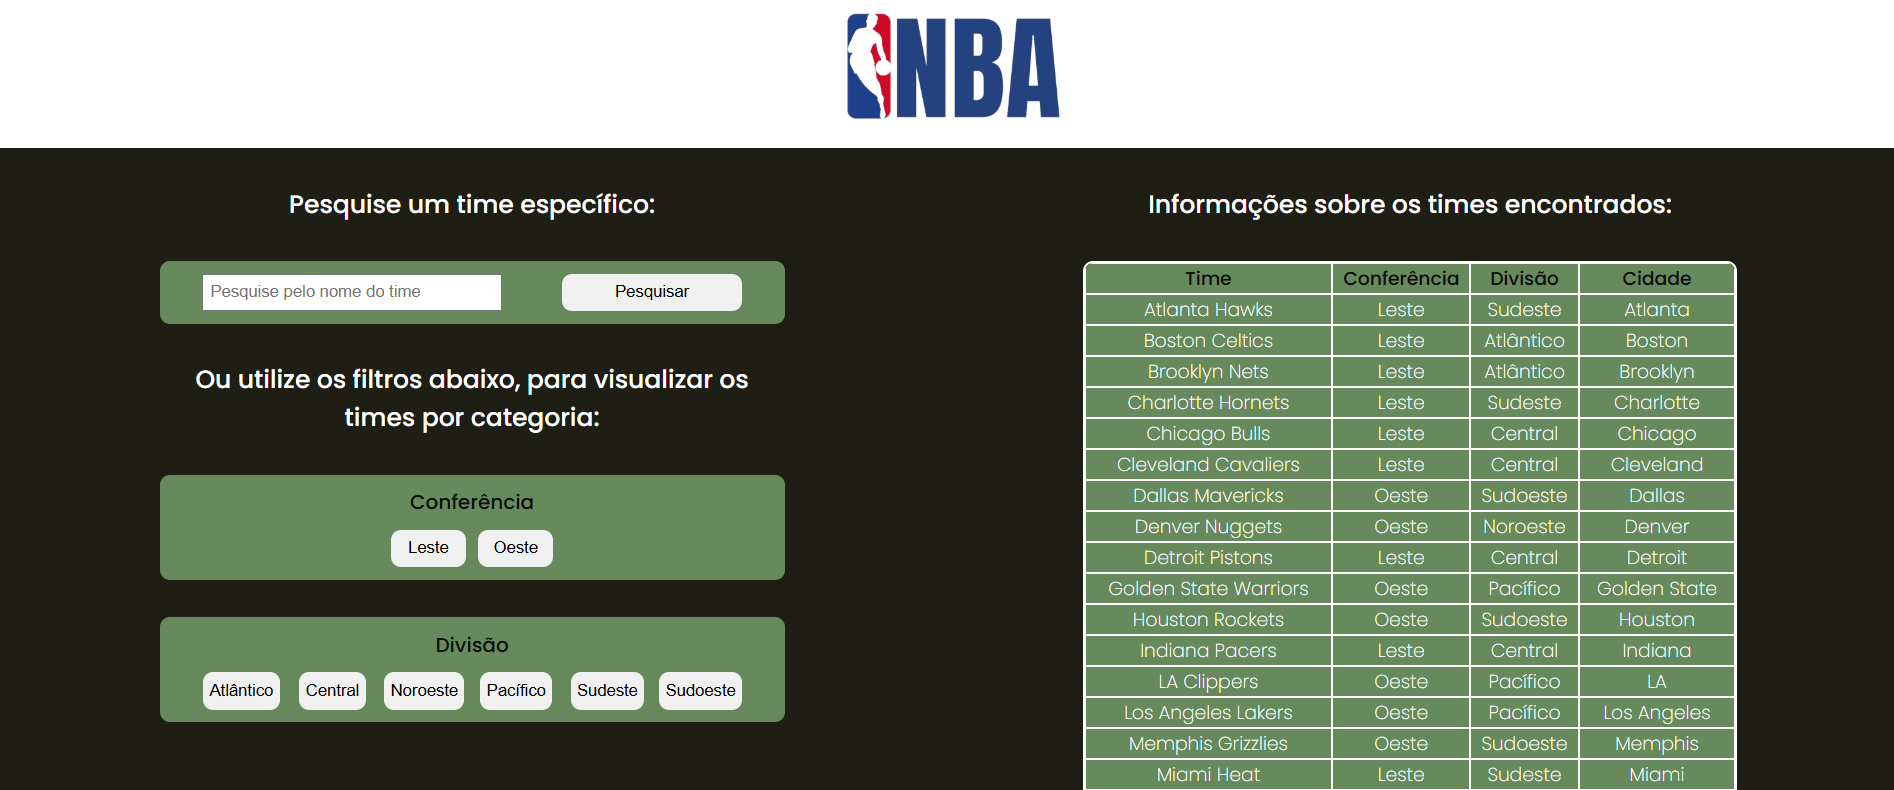 NBA
Pesquise um time específico:
Pesquise pelo nome do time
Pesquisar
Ou utilize os filtros abaixo, para visualizar os
times por categoria:
Conferência
Leste Oeste
Divisão
Atlântico Central Noroeste Pacífico Sudeste Sudoeste
Informações sobre os times encontrados:
Time Conferência Divisão Cidade
Atlanta Hawks Leste Sudeste Atlanta
Boston Celtics Leste Atlântico Boston
Brooklyn Nets Leste Atlântico Brooklyn
Charlotte Hornets Leste Sudeste Charlotte
Chicago Bulls Leste Central Chicago
Cleveland Cavaliers Leste Central Cleveland
Dallas Mavericks Oeste Sudoeste Dallas
Denver Nuggets Oeste Noroeste Denver
Detroit Pistons Leste Central Detroit
Golden State Warriors Oeste Pacífico Golden State
Houston Rockets Oeste Sudoeste Houston
Indiana Pacers Leste Central Indiana
LA Clippers Oeste Pacífico LA
Los Angeles Lakers Oeste Pacífico Los Angeles
Memphis Grizzlies Oeste Sudoeste Memphis
Miami Heat Leste Sudeste Miami